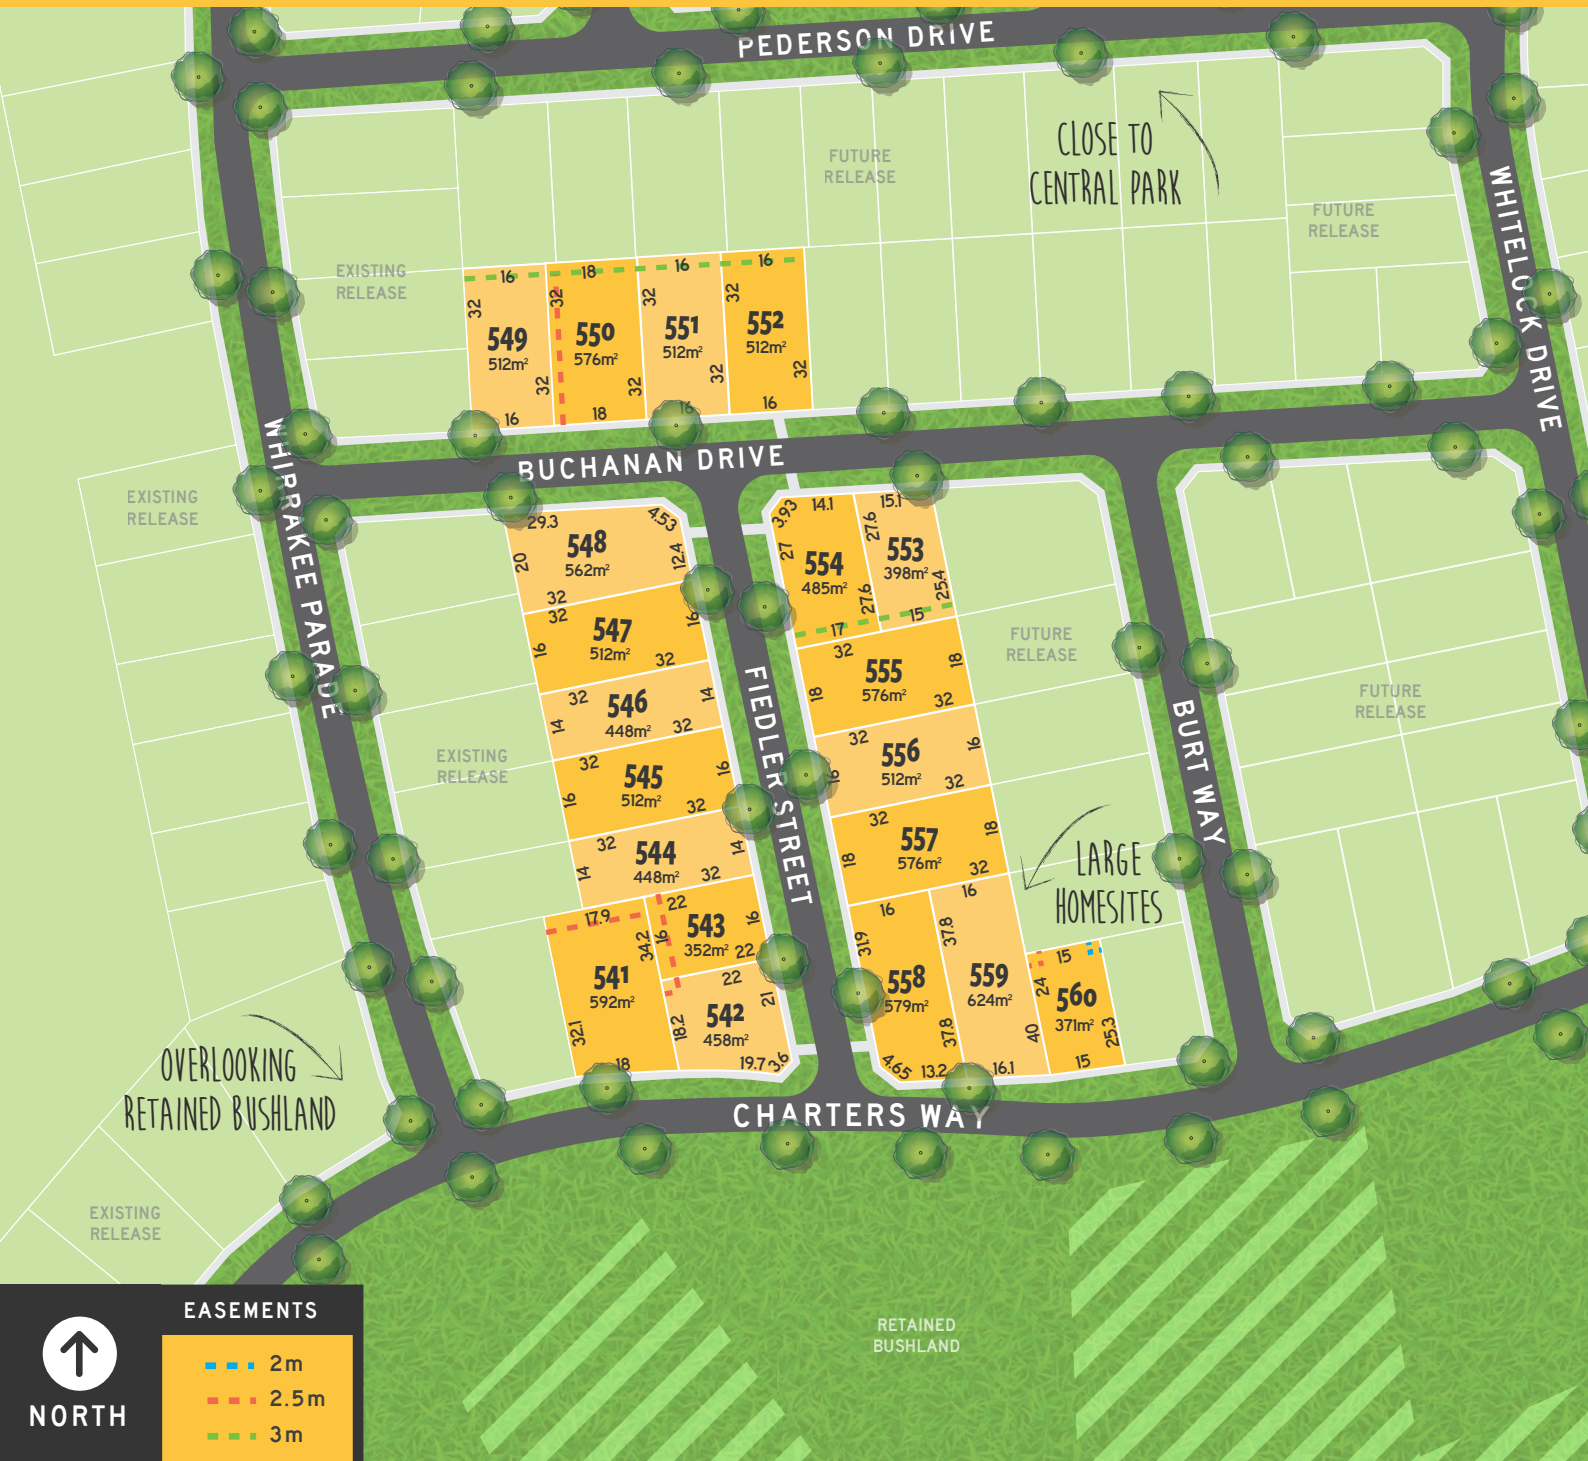 PEDERSON DRIVE
CLOSE TO
CENTRAL PARK
FUTURE
RELEASE
FUTURE
RELEASE
WHITELOCK DRIVE
EXISTING
RELEASE
16
18
16
16
32
32
32
32
549
512m²
550
576m²
551
512m²
552
512m²
32
32
32
32
16
18
16
16
WHIRRAKEE PARADE
BUCHANAN DRIVE
EXISTING
RELEASE
29.3
4.53
20
548
562m²
12.4
32
32
16
547
512m²
16
32
32
14
546
448m²
14
32
32
16
545
512m²
16
32
32
14
544
448m²
14
32
EXISTING
RELEASE
17.9
34.2
541
592m²
32.1
18
22
16
16
543
352m²
22
22
21
542
458m²
18.2
19.7
3.6
FIEDLER STREET
3.93
14.1
27
554
485m²
27.6
17
15.1
27.6
553
398m²
25.4
15
32
18
555
576m²
18
32
32
16
556
512m²
16
32
32
18
557
576m²
18
32
16
31.9
558
579m²
37.8
4.65
13.2
16
37.8
559
624m²
40
16.1
15
24
560
371m²
25.3
15
FUTURE
RELEASE
BURT WAY
FUTURE
RELEASE
LARGE
HOMESITES
OVERLOOKING
RETAINED BUSHLAND
CHARTERS WAY
EXISTING
RELEASE
RETAINED
BUSHLAND
NORTH
EASEMENTS
2m
2.5m
3m